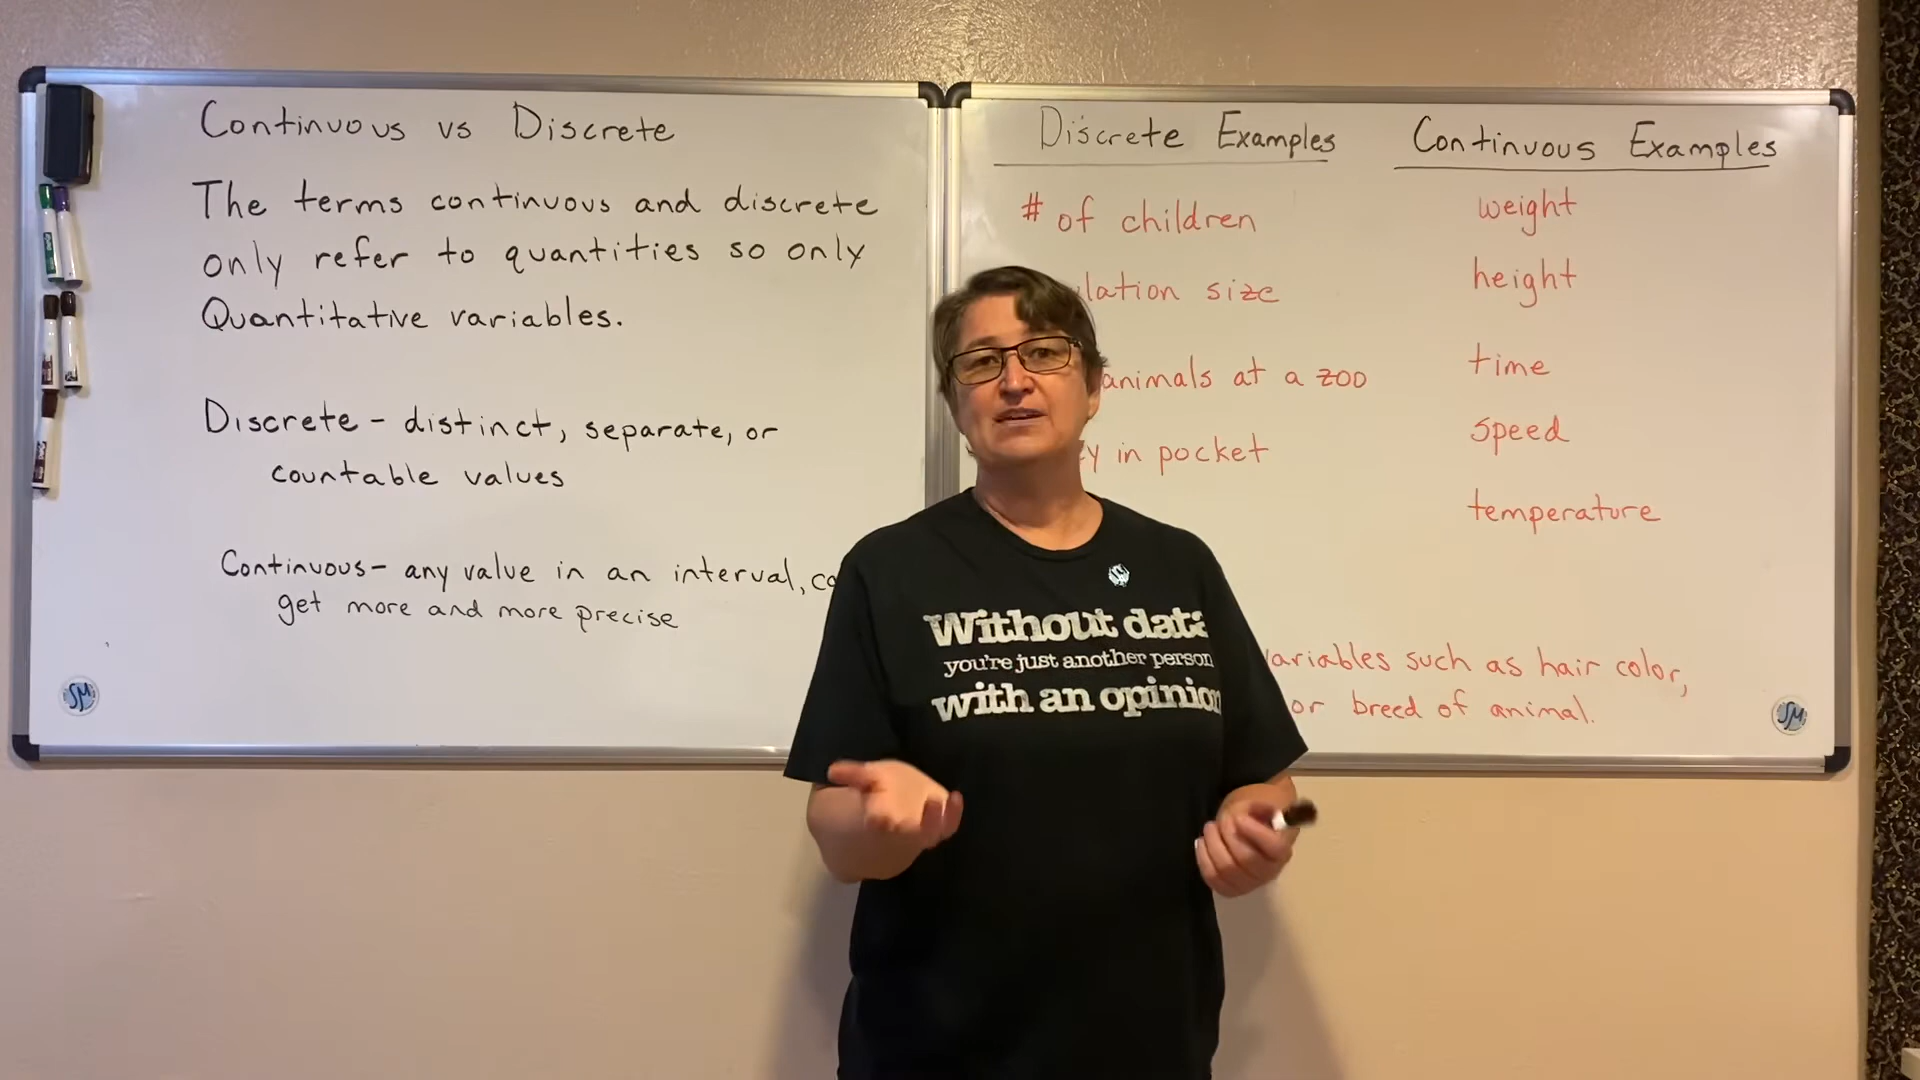 Continuous vs Discrete
The terms continuous and discrete
only refer to quantities so only
Quantitative variables.
Discrete - distinct, separate, or
countable values
Continuous - any value in an interval,
get more and more precise
SM
Discrete Examples
# of children
size
animals at a zoo
in pocket
Continuous Examples
weight
height
time
speed
temperature
variables such as hair color,
or breed of animal.
SM
Without data
you're just another person
with an opinion